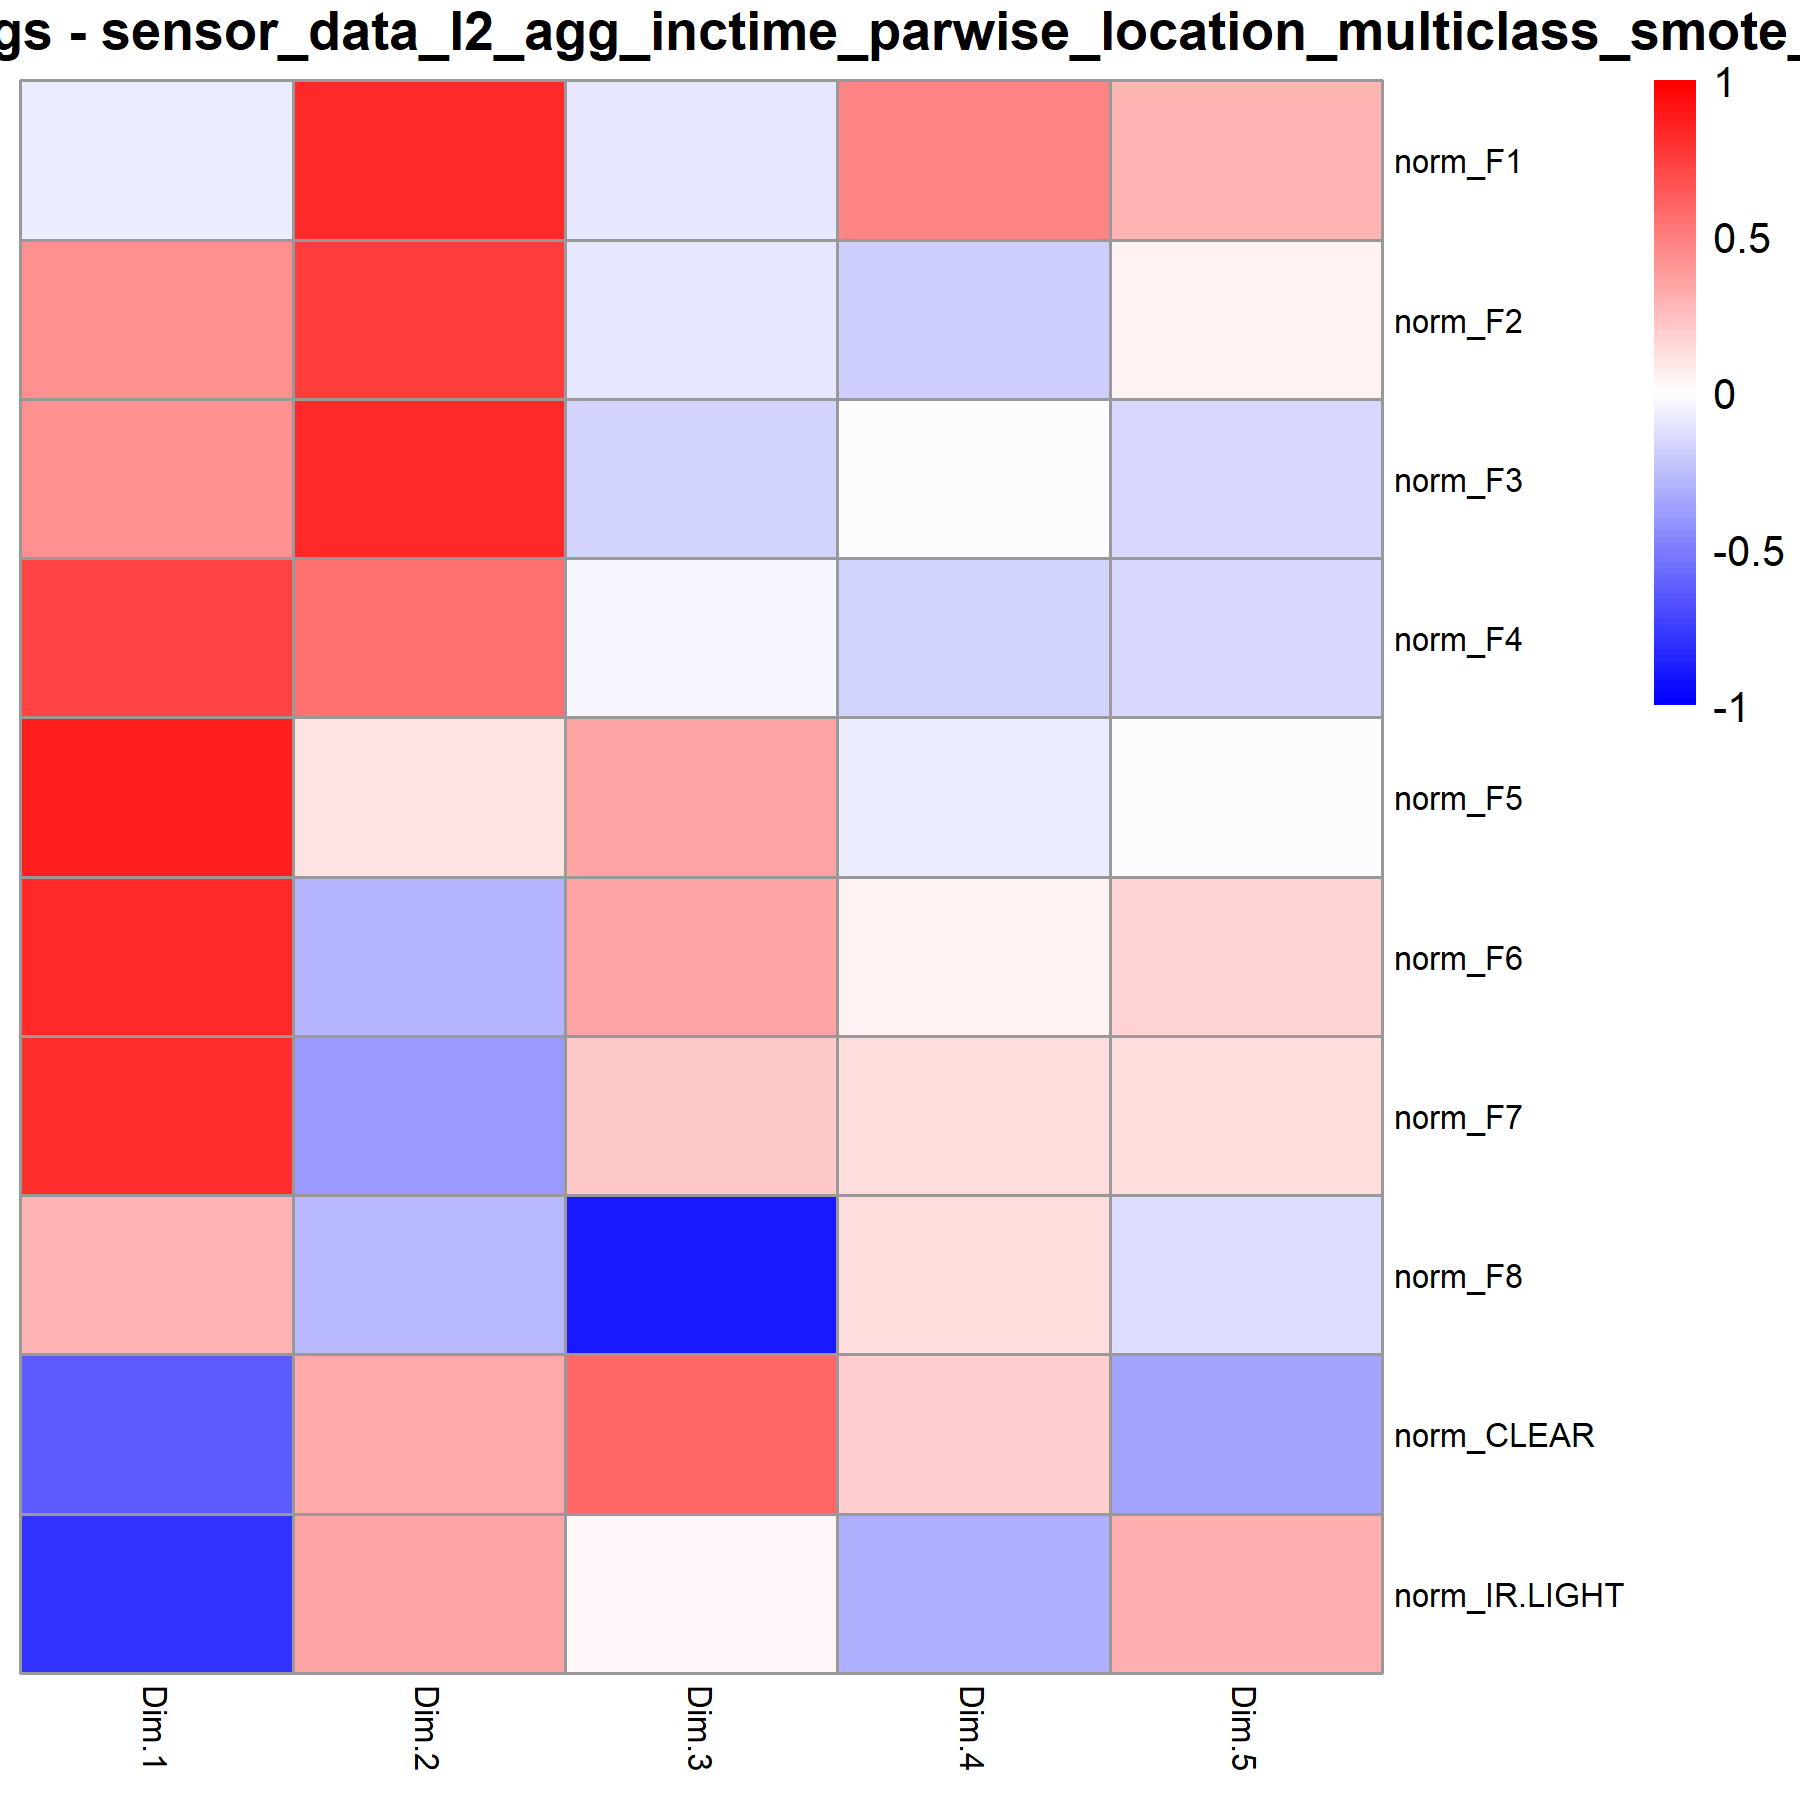 gs - sensor_data_l2_agg_inctime_parwise_location_multiclass_smote_
1
0.5
0
-0.5
-1
norm_F1
norm_F2
norm_F3
norm_F4
norm_F5
norm_F6
norm_F7
norm_F8
norm_CLEAR
norm_IR.LIGHT
Dim.1
Dim.2
Dim.3
Dim.4
Dim.5